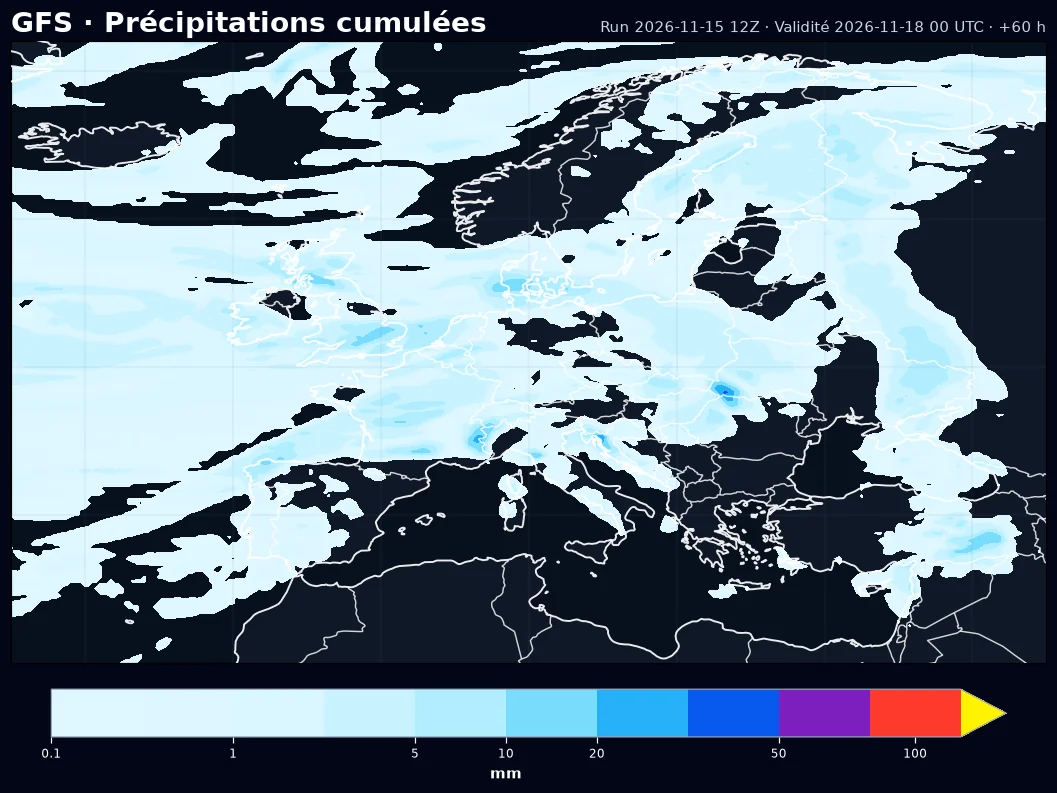 GFS · Précipitations cumulées
Run 2026-11-15 12Z · Validité 2026-11-18 00 UTC · +60 h
0.1 1 5 10 20 50 100
mm